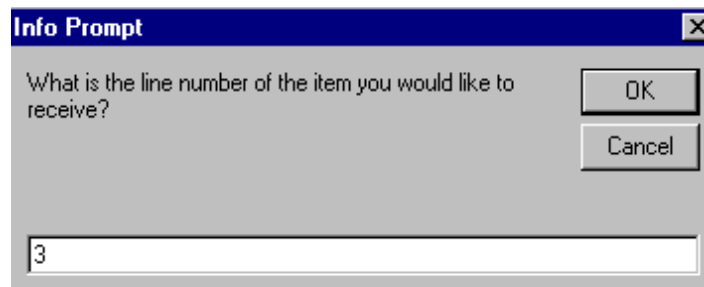 Info Prompt
What is the line number of the item you would like to
receive?
OK
Cancel
3